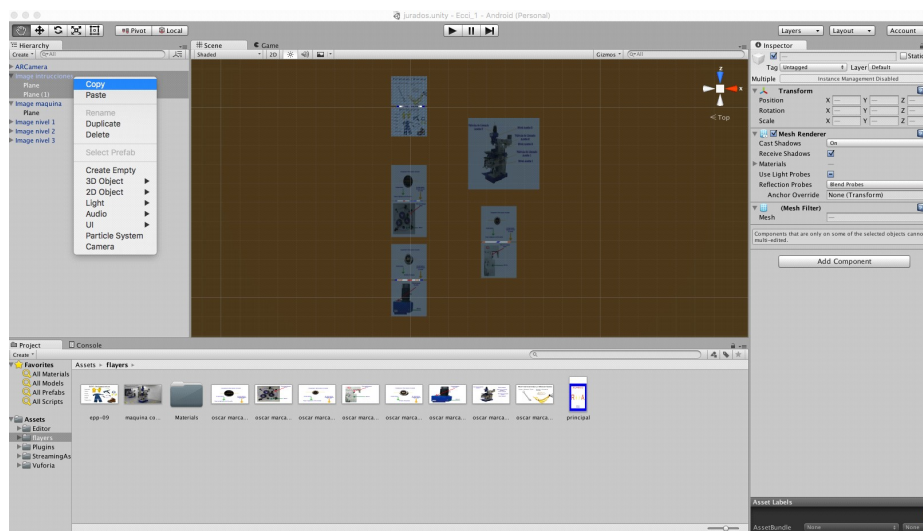 jurados.unity - Ecci_1 - Android (Personal)
Pivot Local Layers Layout Account
Hierarchy
Create All
ARCamera
Image intrucciones
Plane
Plane (1)
Image maquina
Plane
Image nivel 1
Image nivel 2
Image nivel 3
Copy
Paste
Rename
Duplicate
Delete
Select Prefab
Create Empty
3D Object
2D Object
Light
Audio
UI
Particle System
Camera
Scene Game
Shaded 2D Gizmos All
z
x
< Top
Inspector
Static
Tag Untagged Layer Default
Multiple Instance Management Disabled
Transform
Position X — Y — Z —
Rotation X — Y — Z —
Scale X — Y — Z —
Mesh Renderer
Cast Shadows On
Receive Shadows
Materials
Use Light Probes
Reflection Probes Blend Probes
Anchor Override None (Transform)
(Mesh Filter)
Mesh —
Components that are only on some of the selected objects canno
multi-edited.
Add Component
Project Console
Create
Favorites
All Materials
All Models
All Prefabs
All Scripts
Assets
Editor
flayers
Plugins
StreamingAs
Vuforia
Assets flayers
epp-09 maquina co... Materials oscar marca... oscar marca... oscar marca... oscar marca... oscar marca... oscar marca... oscar marca... oscar marca... principal
Asset Labels
AssetBundle None None